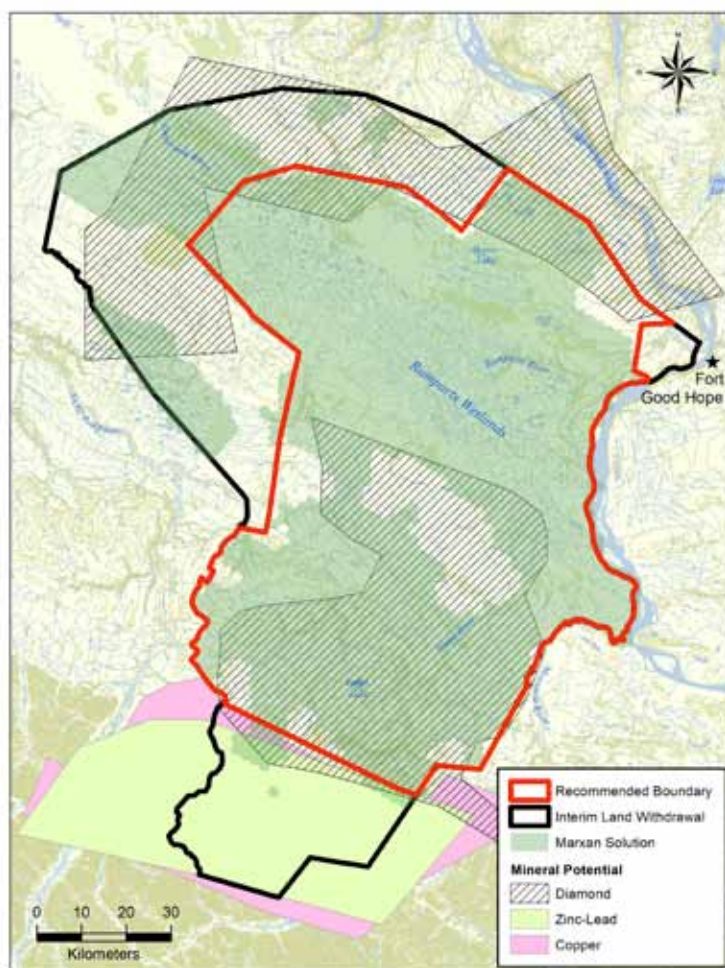 N
Ramparts Wetlands
Fort
Good Hope
0 10 20 30
Kilometers
Recommended Boundary
Interim Land Withdrawal
Marxan Solution
Mineral Potential
Diamond
Zinc-Lead
Copper